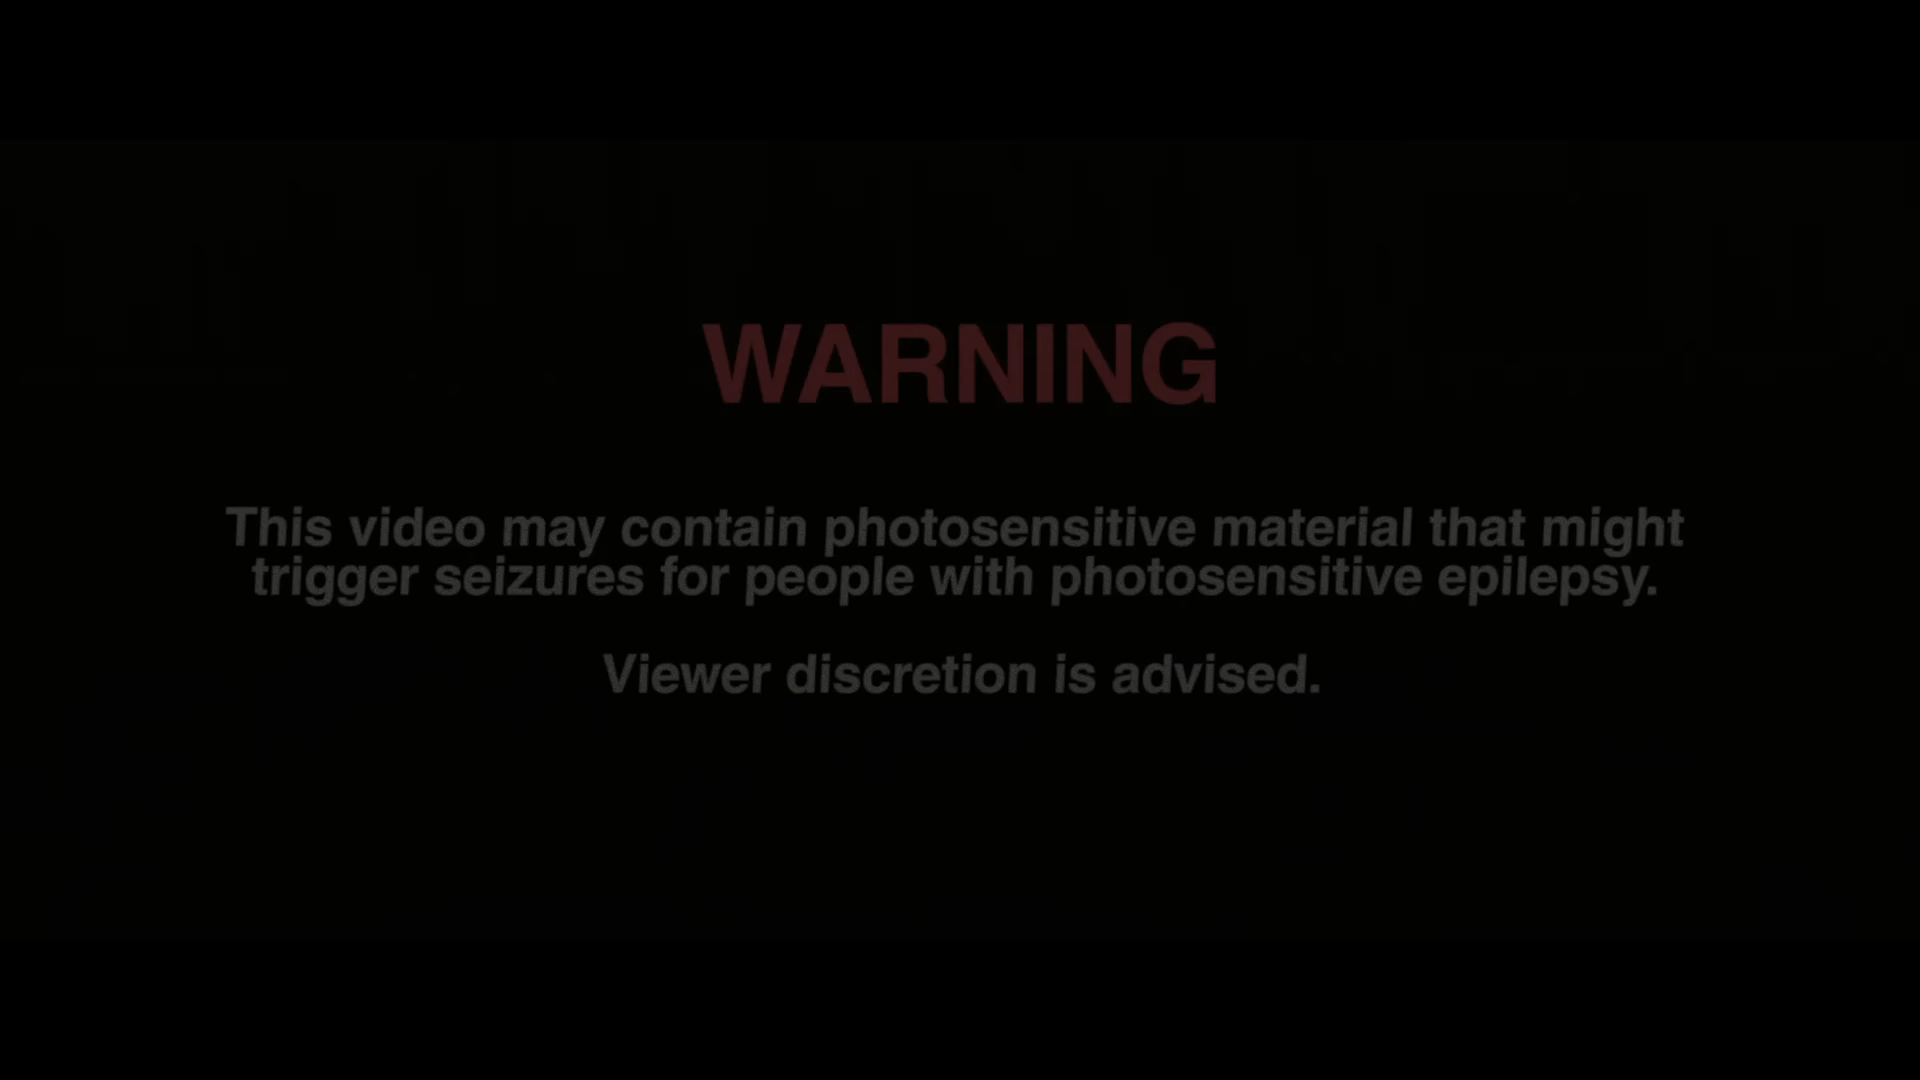 WARNING
This video may contain photosensitive material that might
trigger seizures for people with photosensitive epilepsy.
Viewer discretion is advised.